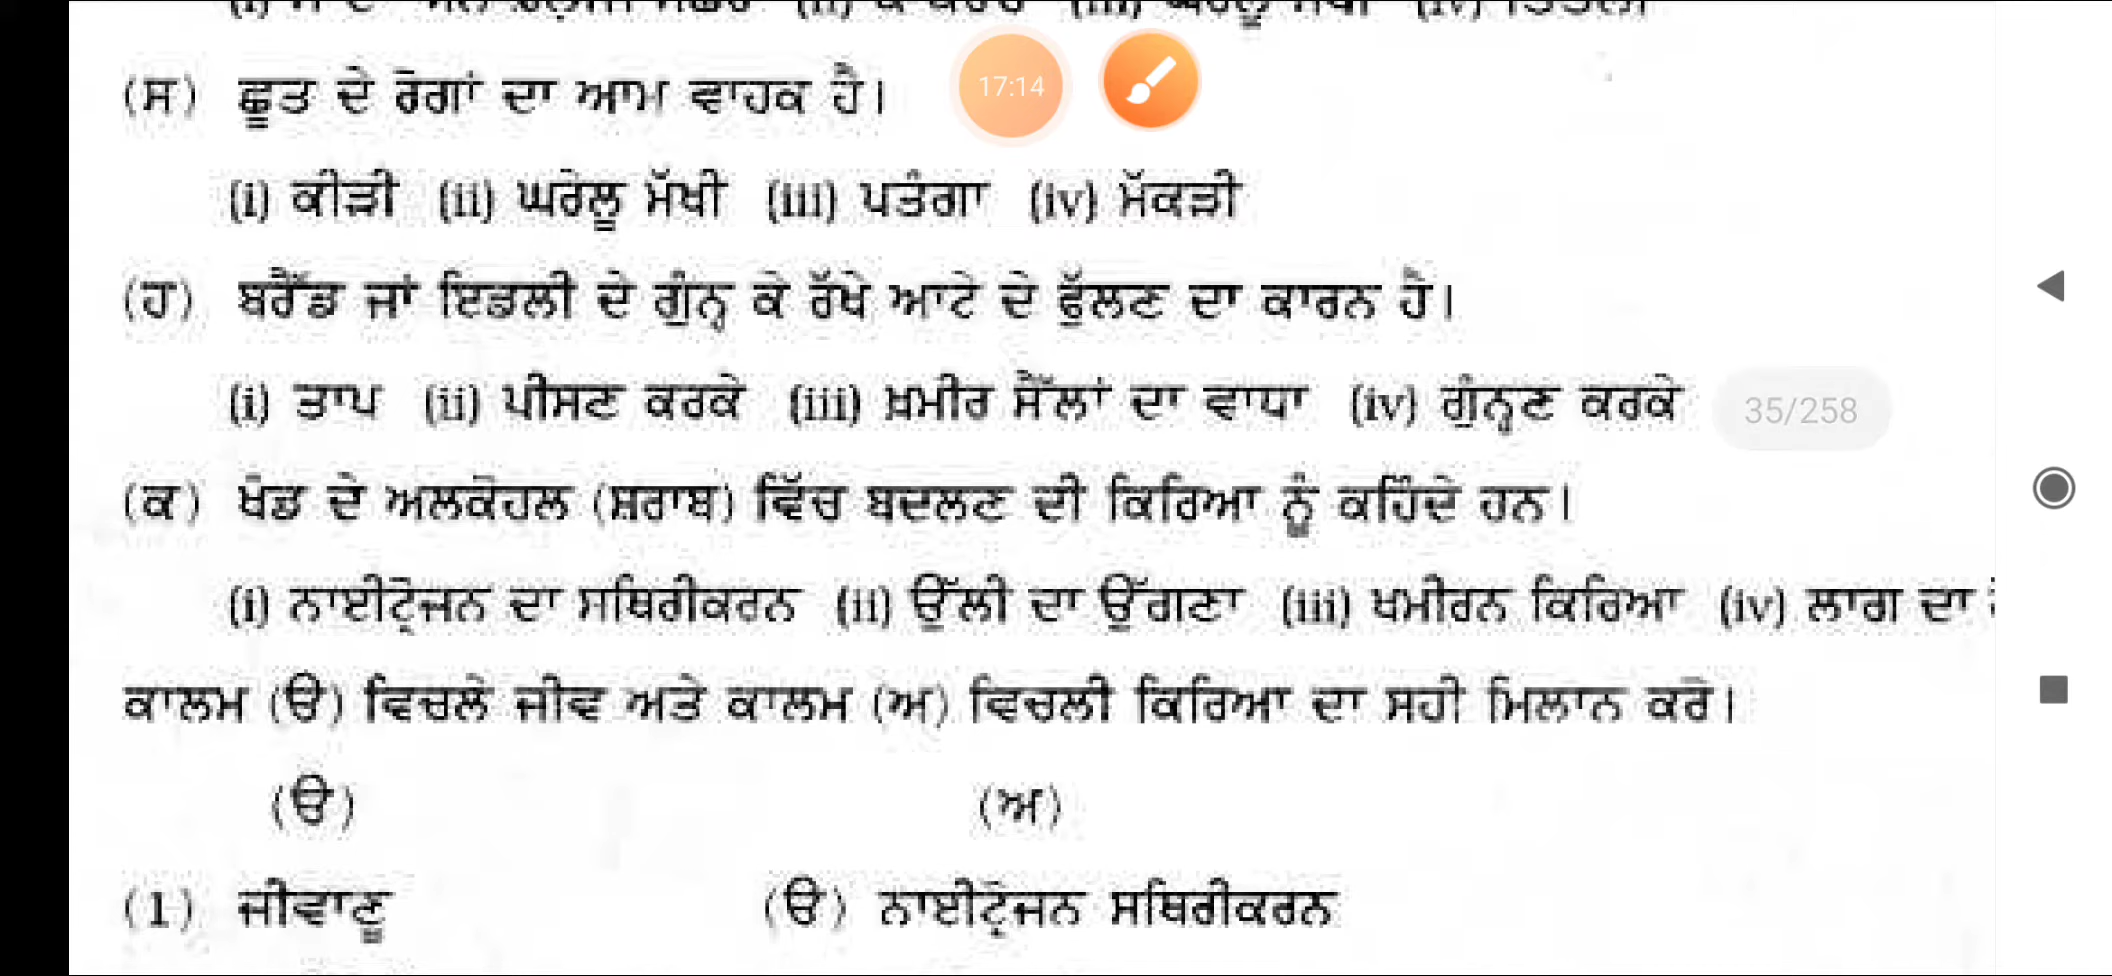 (ਸ) ਛੂਤ ਦੇ ਰੋਗਾਂ ਦਾ ਆਮ ਵਾਹਕ ਹੈ।
17:14
(i) ਕੀੜੀ (ii) ਘਰੇਲੂ ਮੱਖੀ (iii) ਪਤੰਗਾ (iv) ਮੱਕੜੀ
(ਹ) ਬਰੈੱਡ ਜਾਂ ਇਡਲੀ ਦੇ ਗੁੰਨ੍ਹ ਕੇ ਰੱਖੇ ਆਟੇ ਦੇ ਫੁੱਲਣ ਦਾ ਕਾਰਨ ਹੈ।
(i) ਤਾਪ (ii) ਪੀਸਣ ਕਰਕੇ (iii) ਖ਼ਮੀਰ ਸੈੱਲਾਂ ਦਾ ਵਾਧਾ (iv) ਗੁੰਨ੍ਹਣ ਕਰਕੇ
35/258
(ਕ) ਖੰਡ ਦੇ ਅਲਕੋਹਲ (ਸ਼ਰਾਬ) ਵਿੱਚ ਬਦਲਣ ਦੀ ਕਿਰਿਆ ਨੂੰ ਕਹਿੰਦੇ ਹਨ।
(i) ਨਾਈਟ੍ਰੋਜਨ ਦਾ ਸਥਿਰੀਕਰਨ (ii) ਉੱਲੀ ਦਾ ਉੱਗਣਾ (iii) ਖਮੀਰਨ ਕਿਰਿਆ (iv) ਲਾਗ ਦਾ
ਕਾਲਮ (ੳ) ਵਿਚਲੇ ਜੀਵ ਅਤੇ ਕਾਲਮ (ਅ) ਵਿਚਲੀ ਕਿਰਿਆ ਦਾ ਸਹੀ ਮਿਲਾਨ ਕਰੋ।
(ੳ) (ਅ)
(1) ਜੀਵਾਣੂ (ੳ) ਨਾਈਟ੍ਰੋਜਨ ਸਥਿਰੀਕਰਨ